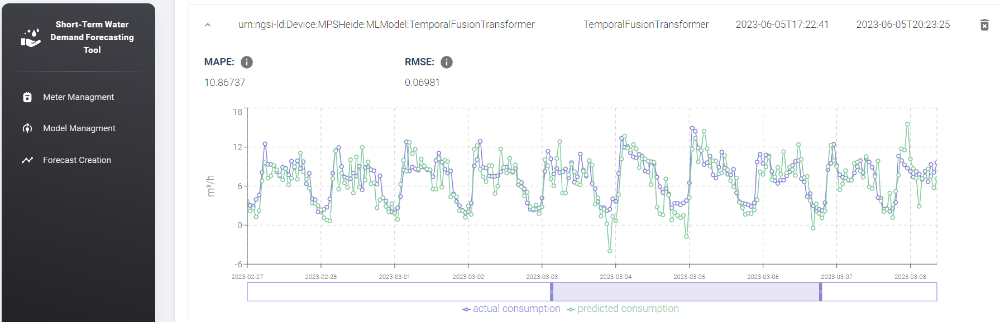 Short-Term Water
Demand Forecasting
Tool
Meter Managment
Model Managment
Forecast Creation
urn:ngsi-ld:Device:MPSHeide:MLModel:TemporalFusionTransformer TemporalFusionTransformer 2023-06-05T17:22:41 2023-06-05T20:23:25
MAPE: i RMSE: i
10.86737 0.06981
18
12
6
0
-6
m³/h
2023-02-27 2023-02-28 2023-03-01 2023-03-02 2023-03-03 2023-03-04 2023-03-05 2023-03-06 2023-03-07 2023-03-08
actual consumption predicted consumption